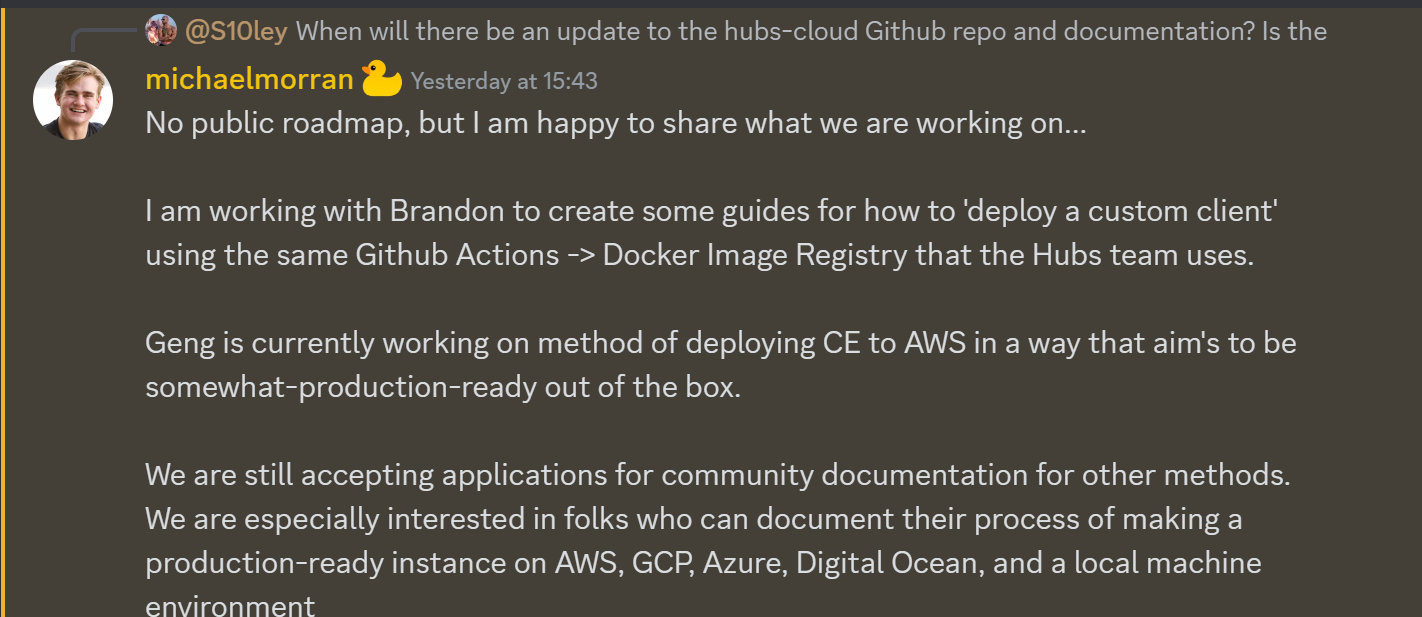 @S10ley When will there be an update to the hubs-cloud Github repo and documentation? Is the
michaelmorran Yesterday at 15:43
No public roadmap, but I am happy to share what we are working on...
I am working with Brandon to create some guides for how to 'deploy a custom client'
using the same Github Actions -> Docker Image Registry that the Hubs team uses.
Geng is currently working on method of deploying CE to AWS in a way that aim's to be
somewhat-production-ready out of the box.
We are still accepting applications for community documentation for other methods.
We are especially interested in folks who can document their process of making a
production-ready instance on AWS, GCP, Azure, Digital Ocean, and a local machine
environment